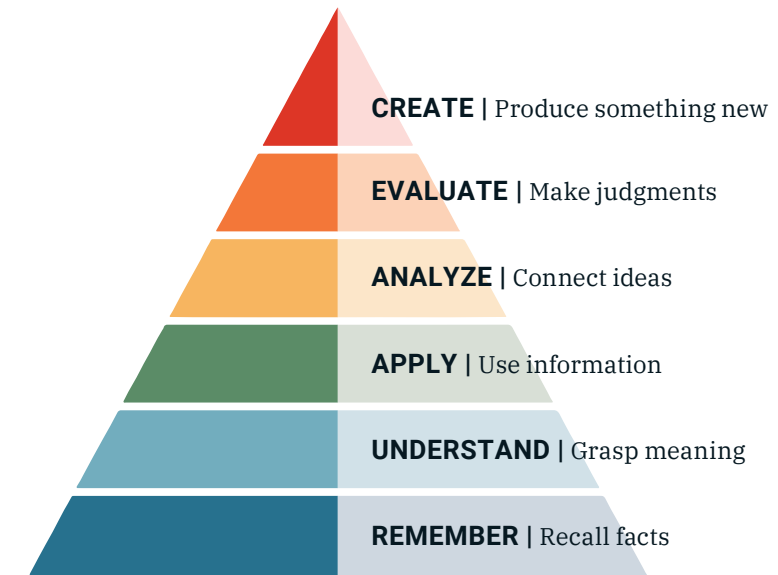 CREATE | Produce something new
EVALUATE | Make judgments
ANALYZE | Connect ideas
APPLY | Use information
UNDERSTAND | Grasp meaning
REMEMBER | Recall facts